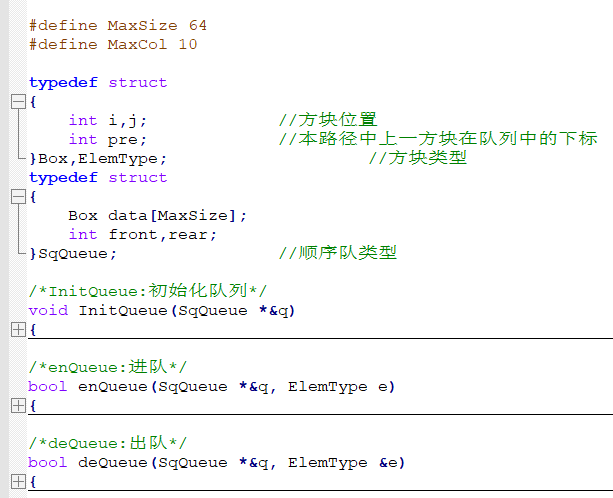 #define MaxSize 64
#define MaxCol 10
typedef struct
{
int i,j; //方块位置
int pre; //本路径中上一方块在队列中的下标
}Box,ElemType; //方块类型
typedef struct
{
Box data[MaxSize];
int front,rear;
}SqQueue; //顺序队类型
/*InitQueue:初始化队列*/
void InitQueue(SqQueue *&q)
{
/*enQueue:进队*/
bool enQueue(SqQueue *&q, ElemType e)
{
/*deQueue:出队*/
bool deQueue(SqQueue *&q, ElemType &e)
{